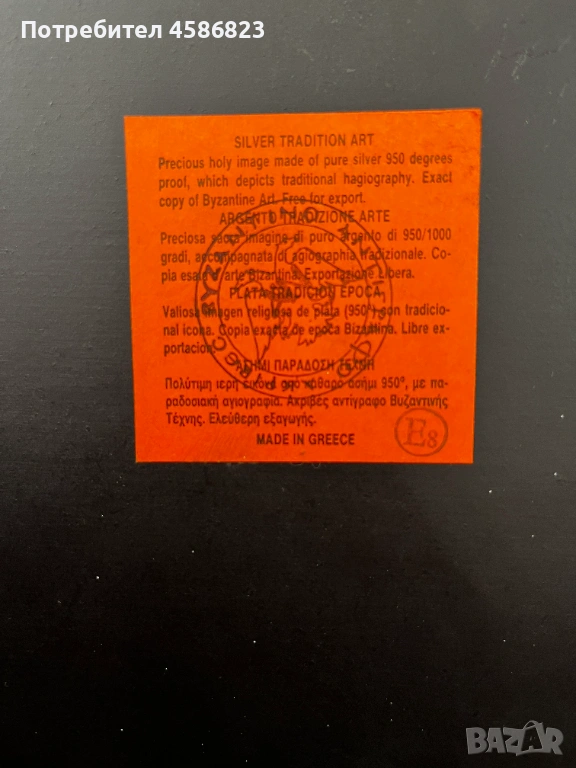 Потребител 4586823
SILVER TRADITION ART
Precious holy image made of pure silver 950 degrees
proof, which depicts traditional hagiography. Exact
copy of Byzantine Art. Free for export.
ARGENTO TRADIZIONE ARTE
Preciosa sacra imagine di puro argento di 950/1000
gradi, accompagnata di agiographia tradizionale. Co-
pia esatta d'arte Bizantina. Exportazione Libera.
PLATA TRADICION EPOCA
Valiosa imagen religiosa de plata (950°) con tradicio-
nal icona. Copia exacta de epoca Bizantina. Libre ex-
portacion.
ΑΣΗΜΙ ΠΑΡΑΔΟΣΗ ΤΕΧΝΗ
Πολύτιμη ιερή εικόνα από καθαρό ασήμι 950°, με πα-
ραδοσιακή αγιογραφία. Ακριβές αντίγραφο Βυζαντινής
Τέχνης. Ελεύθερη εξαγωγής.
MADE IN GREECE
E8
BAZAR